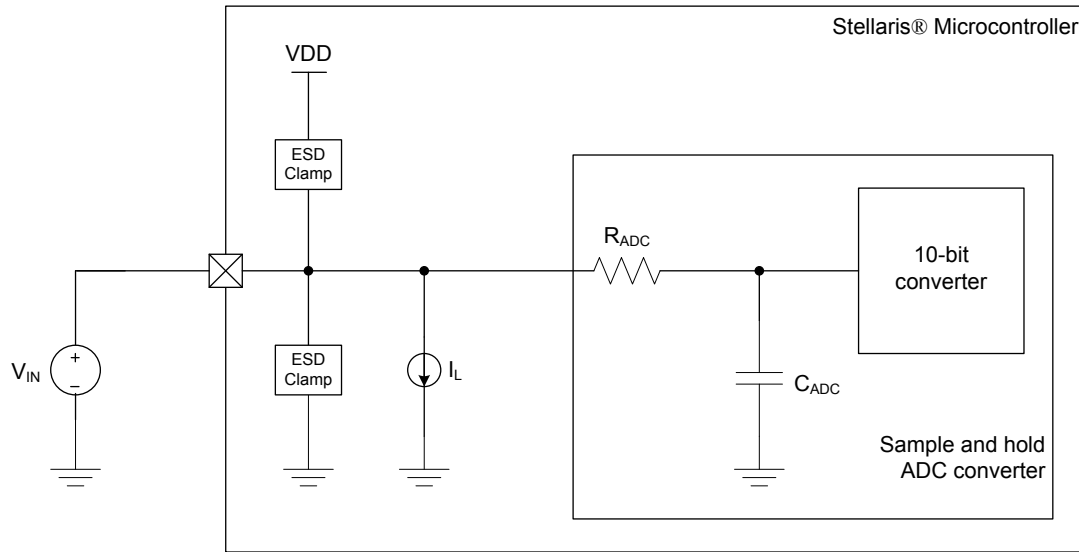 Stellaris® Microcontroller
VDD
ESD
Clamp
R_ADC
10-bit
converter
V_IN
+
–
ESD
Clamp
I_L
C_ADC
Sample and hold
ADC converter